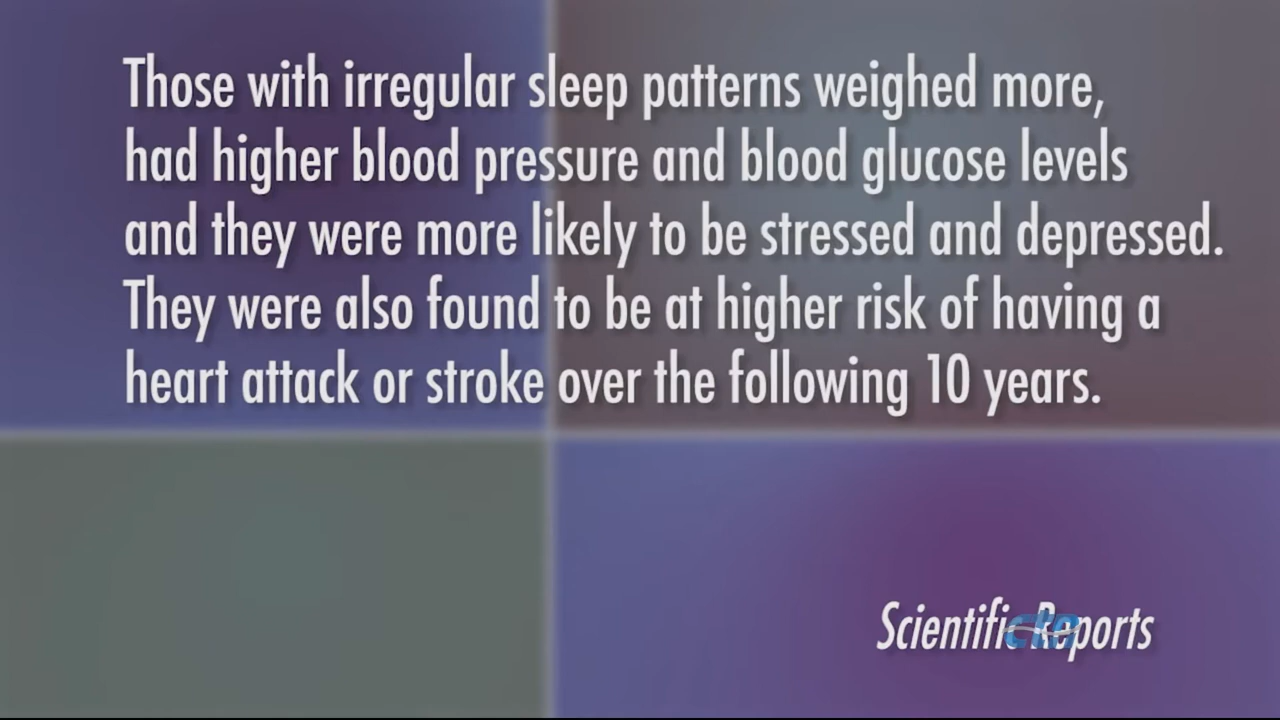 Those with irregular sleep patterns weighed more,
had higher blood pressure and blood glucose levels
and they were more likely to be stressed and depressed.
They were also found to be at higher risk of having a
heart attack or stroke over the following 10 years.
Scientific Reports
ctn